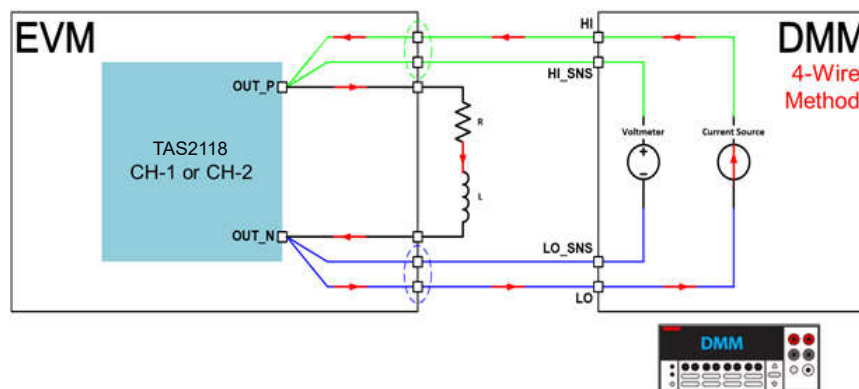 EVM
HI
DMM
4-Wire
Method
HI_SNS
OUT_P
TAS2118
CH-1 or CH-2
R
L
Voltmeter
Current Source
+
−
OUT_N
LO_SNS
LO
DMM